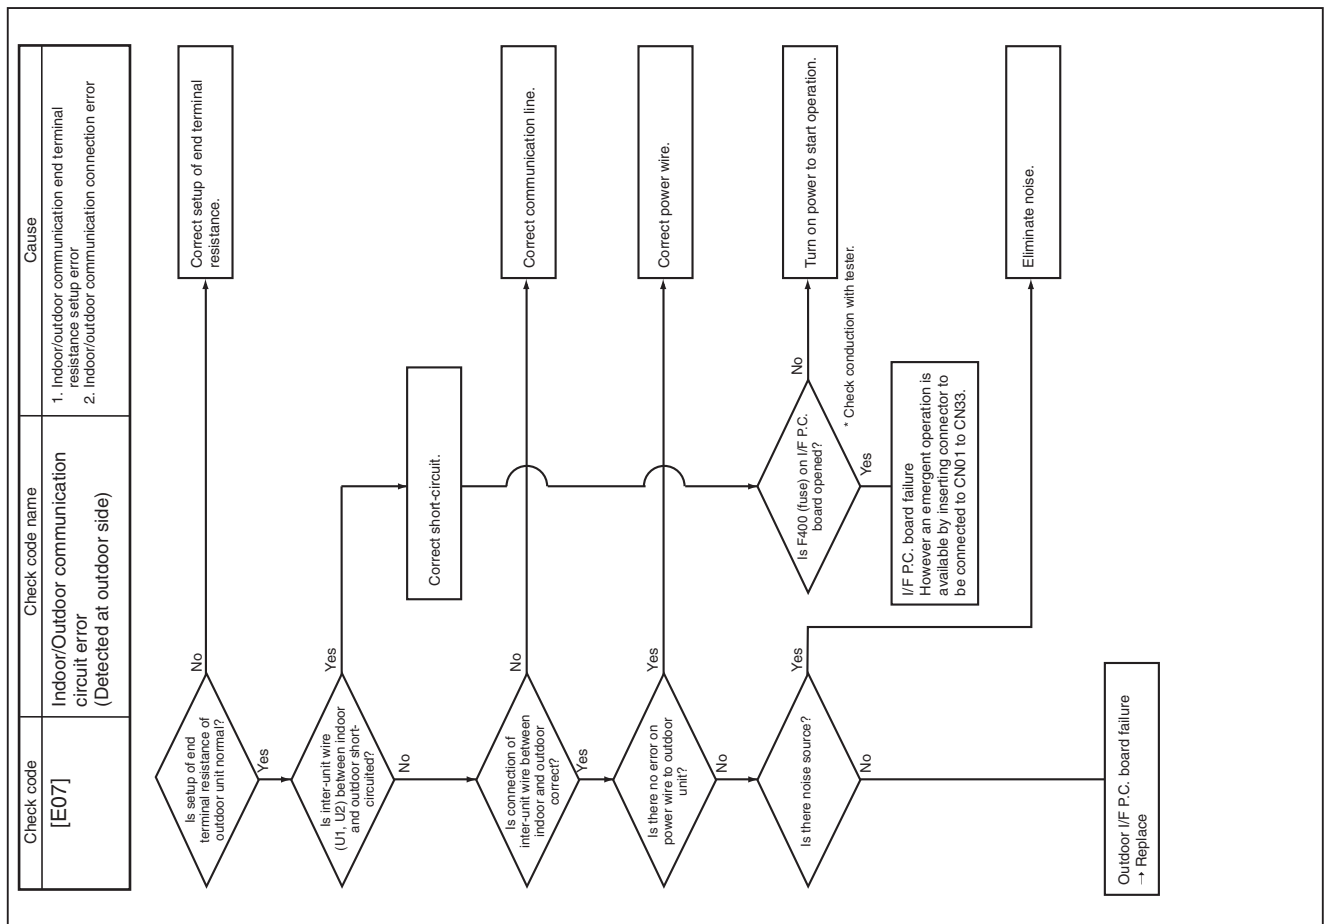 Check code
Check code name
Cause
[E07]
Indoor/Outdoor communication
circuit error
(Detected at outdoor side)
1. Indoor/outdoor communication end terminal
resistance setup error
2. Indoor/outdoor communication connection error
Is setup of end
terminal resistance of
outdoor unit normal?
No
Correct setup of end terminal
resistance.
Yes
Is inter-unit wire
(U1, U2) between indoor
and outdoor short-
circuited?
Yes
Correct short-circuit.
No
Is connection of
inter-unit wire between
indoor and outdoor
correct?
No
Correct communication line.
Yes
Is there no error on
power wire to outdoor
unit?
Yes
Correct power wire.
No
Is there noise source?
Yes
Is F400 (fuse) on I/F P.C.
board opened?
No
Turn on power to start operation.
* Check conduction with tester.
Yes
I/F P.C. board failure
However an emergent operation is
available by inserting connector to
be connected to CN01 to CN33.
Eliminate noise.
No
Outdoor I/F P.C. board failure
→ Replace